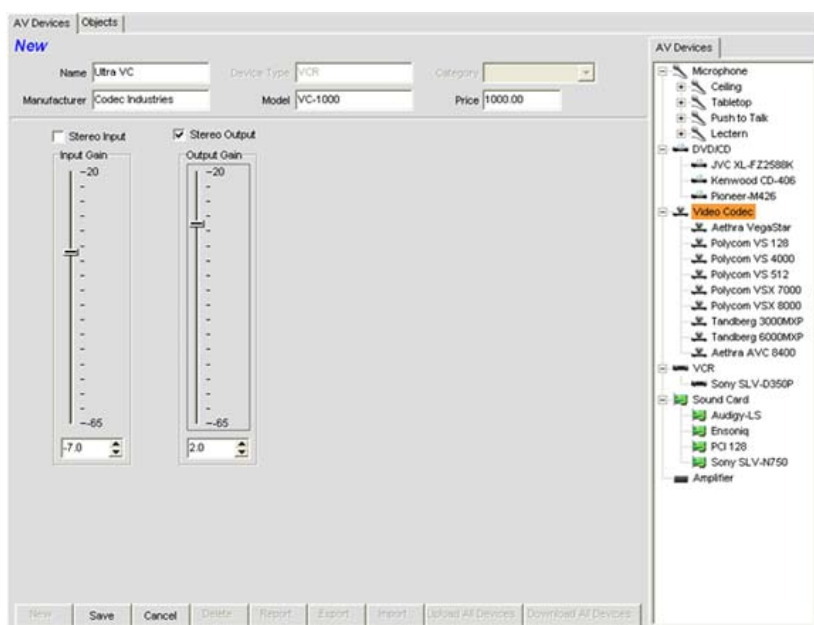 AV Devices Objects
New
Name Ultra VC Device Type VCR Category
Manufacturer Codec Industries Model VC-1000 Price 1000.00
Stereo Input Stereo Output
Input Gain Output Gain
-20 -20
-65 -65
-7.0 2.0
New Save Cancel Delete Report Export Import Upload All Devices Download All Devices
AV Devices
Microphone
Ceiling
Tabletop
Push to Talk
Lectern
DVD/CD
JVC XL-FZ258BK
Kenwood CD-406
Pioneer-M426
Video Codec
Aethra VegaStar
Polycom VS 128
Polycom VS 4000
Polycom VS 512
Polycom VSX 7000
Polycom VSX 8000
Tandberg 3000MXP
Tandberg 6000MXP
Aethra AVC 8400
VCR
Sony SLV-D350P
Sound Card
Audigy-LS
Ensoniq
PCI 128
Sony SLV-N750
Amplifier